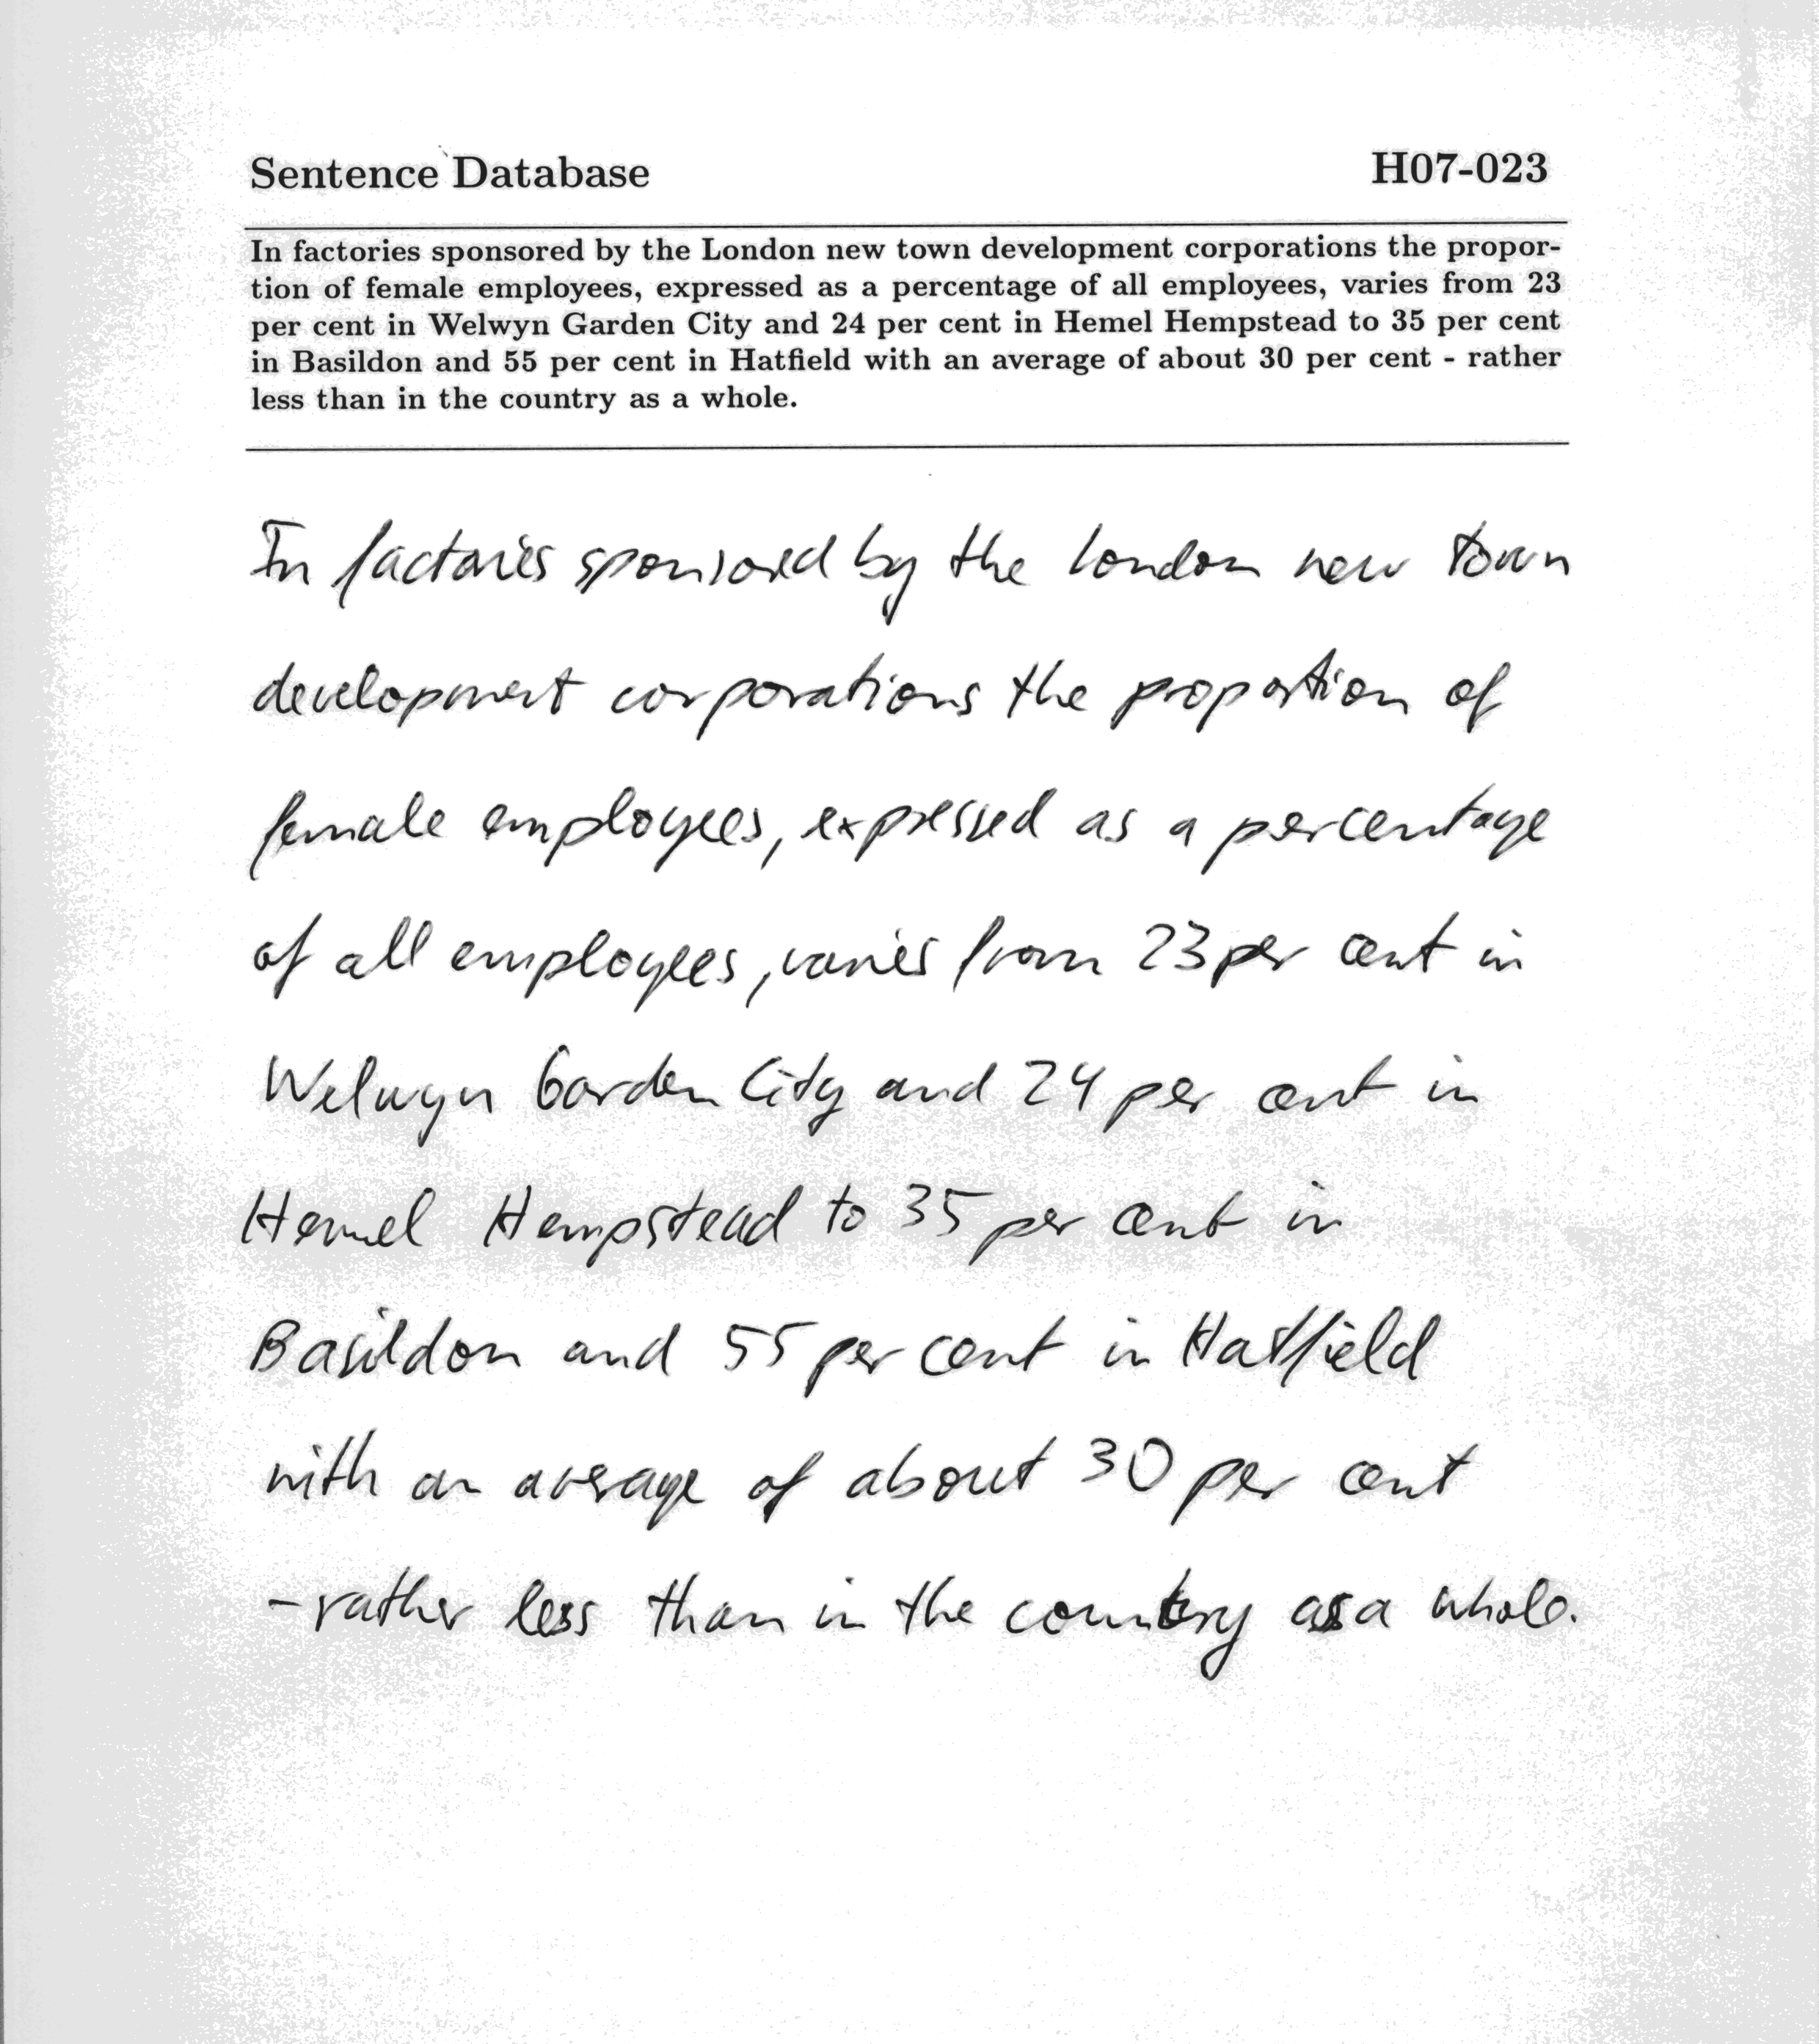 Sentence Database H07-023
In factories sponsored by the London new town development corporations the propor-
tion of female employees, expressed as a percentage of all employees, varies from 23
per cent in Welwyn Garden City and 24 per cent in Hemel Hempstead to 35 per cent
in Basildon and 55 per cent in Hatfield with an average of about 30 per cent - rather
less than in the country as a whole.
In factories sponsored by the London new town
development corporations the proportion of
female employees, expressed as a percentage
of all employees, varies from 23 per cent in
Welwyn Garden City and 24 per cent in
Hemel Hempstead to 35 per cent in
Basildon and 55 per cent in Hatfield
with an average of about 30 per cent
- rather less than in the country as a whole.